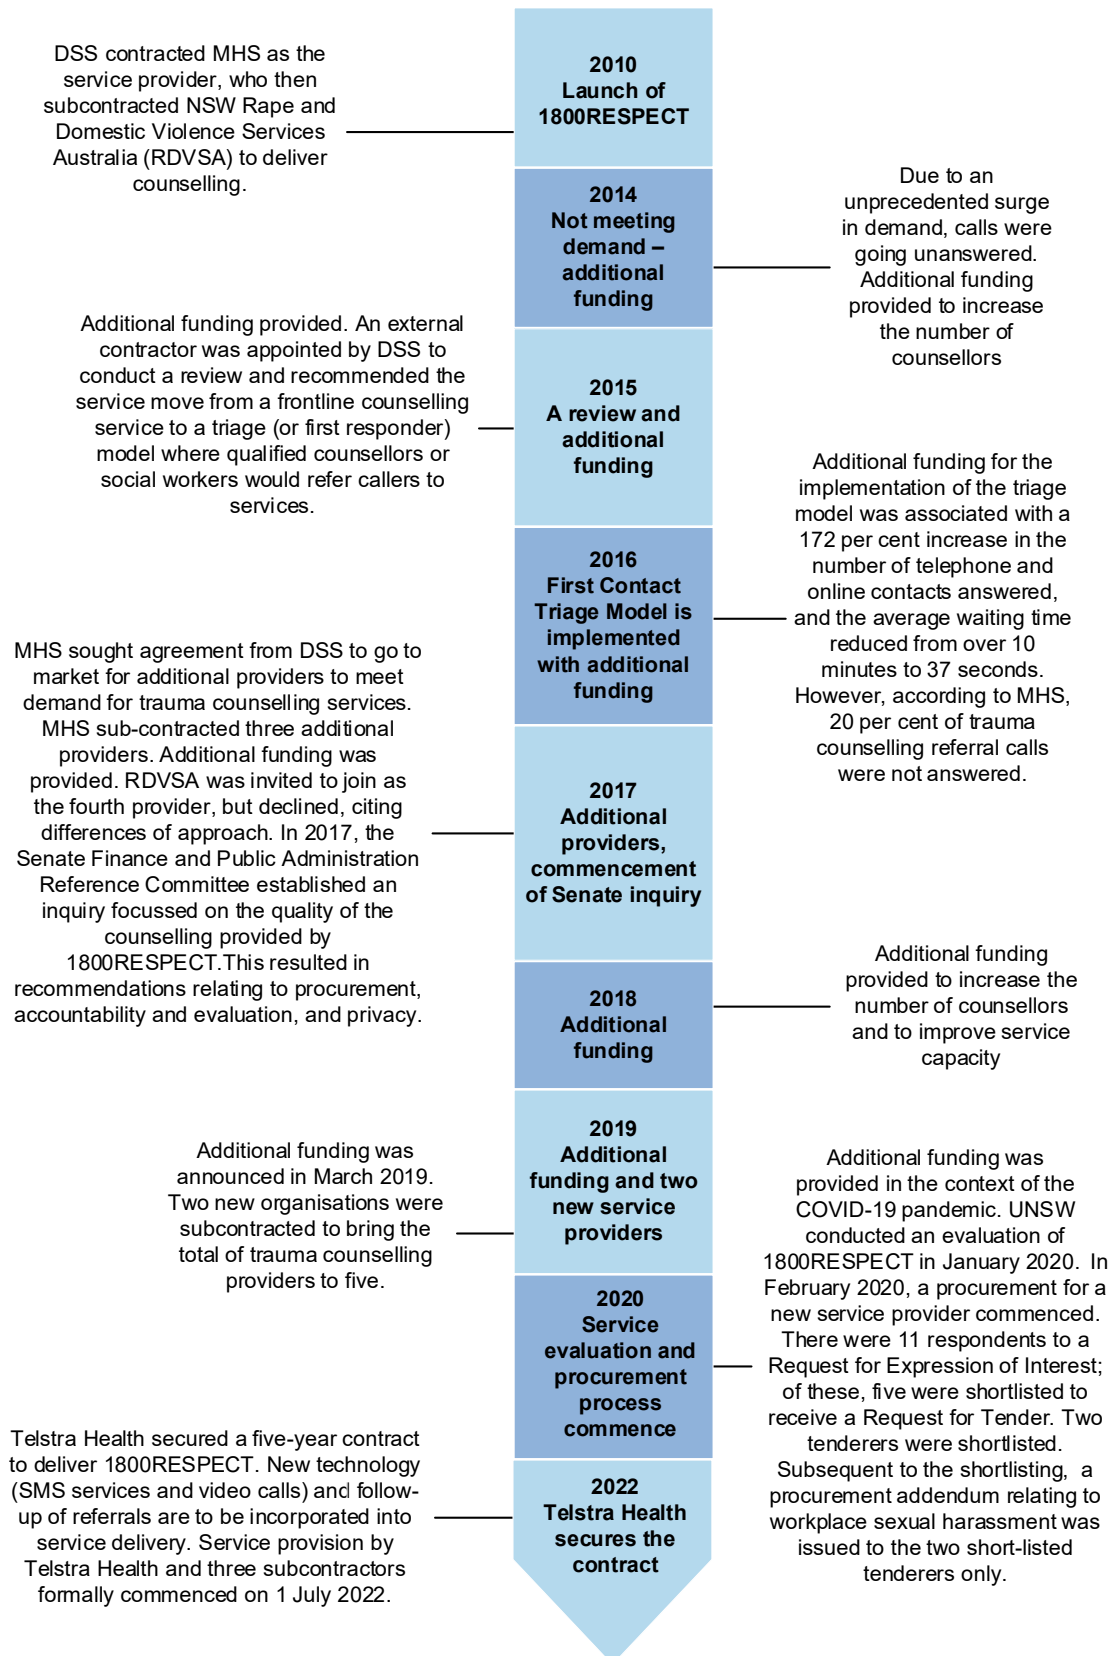 DSS contracted MHS as the
service provider, who then
subcontracted NSW Rape and
Domestic Violence Services
Australia (RDVSA) to deliver
counselling.
2010
Launch of
1800RESPECT
2014
Not meeting
demand –
additional
funding
Due to an
unprecedented surge
in demand, calls were
going unanswered.
Additional funding
provided to increase
the number of
counsellors
Additional funding provided. An external
contractor was appointed by DSS to
conduct a review and recommended the
service move from a frontline counselling
service to a triage (or first responder)
model where qualified counsellors or
social workers would refer callers to
services.
2015
A review and
additional
funding
2016
First Contact
Triage Model is
implemented
with additional
funding
Additional funding for the
implementation of the triage
model was associated with a
172 per cent increase in the
number of telephone and
online contacts answered,
and the average waiting time
reduced from over 10
minutes to 37 seconds.
However, according to MHS,
20 per cent of trauma
counselling referral calls
were not answered.
MHS sought agreement from DSS to go to
market for additional providers to meet
demand for trauma counselling services.
MHS sub-contracted three additional
providers. Additional funding was
provided. RDVSA was invited to join as
the fourth provider, but declined, citing
differences of approach. In 2017, the
Senate Finance and Public Administration
Reference Committee established an
inquiry focussed on the quality of the
counselling provided by
1800RESPECT.This resulted in
recommendations relating to procurement,
accountability and evaluation, and privacy.
2017
Additional
providers,
commencement
of Senate inquiry
2018
Additional
funding
Additional funding
provided to increase the
number of counsellors
and to improve service
capacity
Additional funding was
announced in March 2019.
Two new organisations were
subcontracted to bring the
total of trauma counselling
providers to five.
2019
Additional
funding and two
new service
providers
2020
Service
evaluation and
procurement
process
commence
Additional funding was
provided in the context of the
COVID-19 pandemic. UNSW
conducted an evaluation of
1800RESPECT in January 2020. In
February 2020, a procurement for a
new service provider commenced.
There were 11 respondents to a
Request for Expression of Interest;
of these, five were shortlisted to
receive a Request for Tender. Two
tenderers were shortlisted.
Subsequent to the shortlisting, a
procurement addendum relating to
workplace sexual harassment was
issued to the two short-listed
tenderers only.
Telstra Health secured a five-year contract
to deliver 1800RESPECT. New technology
(SMS services and video calls) and follow-
up of referrals are to be incorporated into
service delivery. Service provision by
Telstra Health and three subcontractors
formally commenced on 1 July 2022.
2022
Telstra Health
secures the
contract